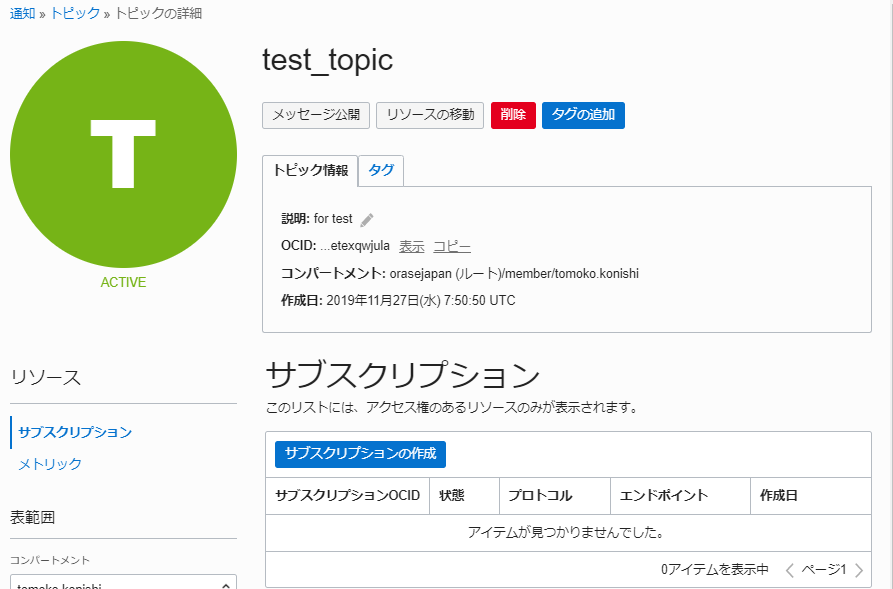 通知 » トピック » トピックの詳細
T
ACTIVE
test_topic
メッセージ公開 リソースの移動 削除 タグの追加
トピック情報 タグ
説明: for test
OCID: ...etexqwjula 表示 コピー
コンパートメント: orasejapan (ルート)/member/tomoko.konishi
作成日: 2019年11月27日(水) 7:50:50 UTC
リソース
サブスクリプション
メトリック
表範囲
コンパートメント
tomoko.konishi
サブスクリプション
このリストには、アクセス権のあるリソースのみが表示されます。
サブスクリプションの作成
サブスクリプションOCID 状態 プロトコル エンドポイント 作成日
アイテムが見つかりませんでした。
0アイテムを表示中 ページ1